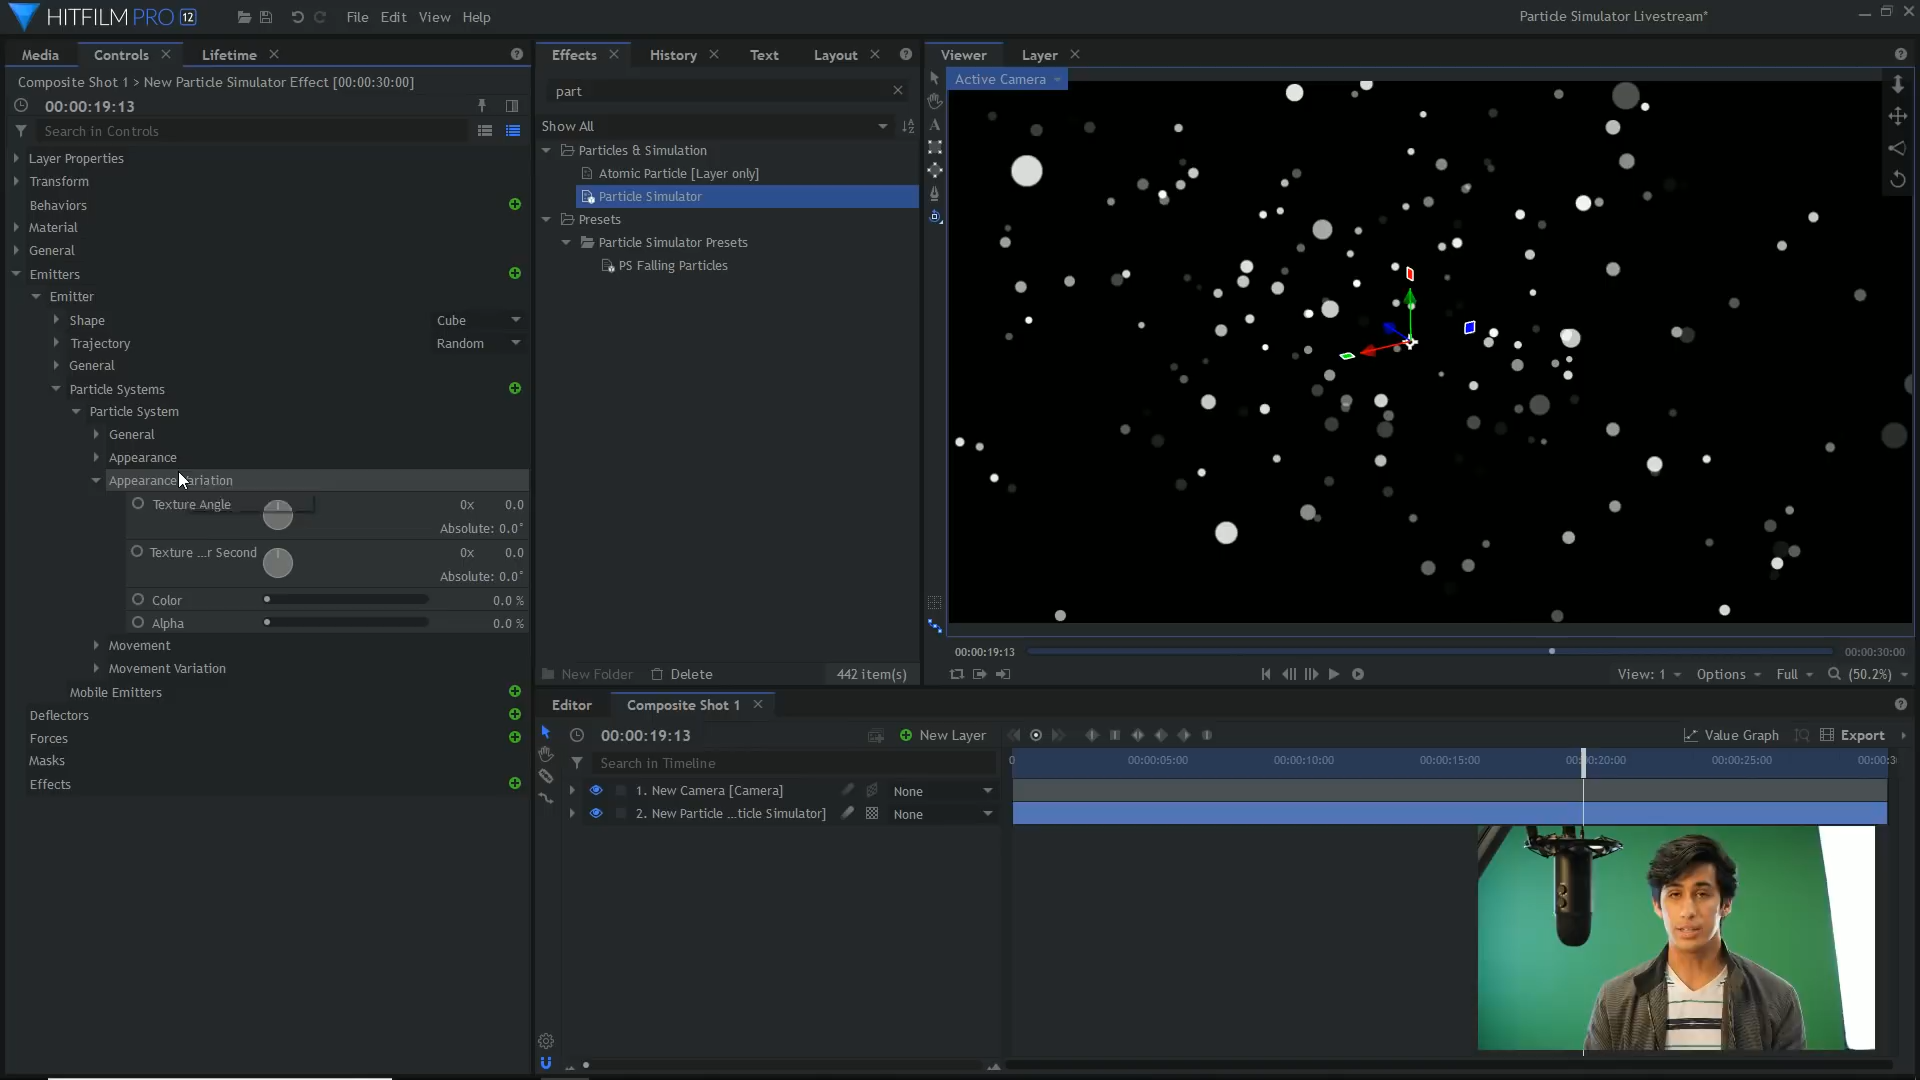 HITFILM PRO 12
File Edit View Help
Particle Simulator Livestream*
Media Controls Lifetime
Composite Shot 1 > New Particle Simulator Effect [00:00:30:00]
00:00:19:13
Search in Controls
Layer Properties
Transform
Behaviors
Material
General
Emitters
Emitter
Shape Cube
Trajectory Random
General
Particle Systems
Particle System
General
Appearance
Appearance
Texture Angle 0x 0.0
Absolute: 0.0°
Texture ...r Second 0x 0.0
Absolute: 0.0°
Color 0.0 %
Alpha 0.0 %
Movement
Movement Variation
Mobile Emitters
Deflectors
Forces
Masks
Effects
Effects History Text Layout
part
Show All
Particles & Simulation
Atomic Particle [Layer only]
Particle Simulator
Presets
Particle Simulator Presets
PS Falling Particles
New Folder Delete 442 item(s)
Viewer Layer
Active Camera
00:00:19:13 00:00:30:00
View: 1 Options Full (50.2%)
Editor Composite Shot 1
00:00:19:13 New Layer Value Graph Export
Search in Timeline
0 00:00:05:00 00:00:10:00 00:00:15:00 00:00:20:00 00:00:25:00
1. New Camera [Camera] None
2. New Particle ...ticle Simulator] None